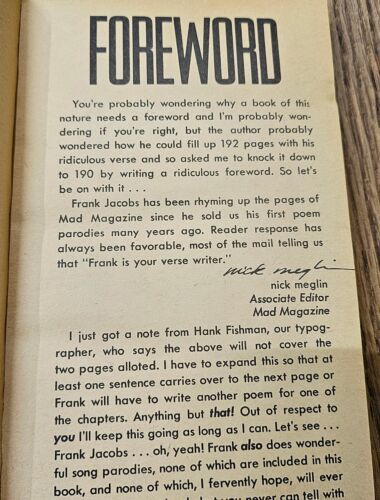 FOREWORD
You're probably wondering why a book of this
nature needs a foreword and I'm probably won-
dering if you're right, but the author probably
wondered how he could fill up 192 pages with his
ridiculous verse and so asked me to knock it down
to 190 by writing a ridiculous foreword. So let's
be on with it ...
Frank Jacobs has been rhyming up the pages of
Mad Magazine since he sold us his first poem
parodies many years ago. Reader response has
always been favorable, most of the mail telling us
that "Frank is your verse writer."
nick meglin
nick meglin
Associate Editor
Mad Magazine
I just got a note from Hank Fishman, our typog-
rapher, who says the above will not cover the
two pages alloted. I have to expand this so that at
least one sentence carries over to the next page or
Frank will have to write another poem for one of
the chapters. Anything but that! Out of respect to
you I'll keep this going as long as I can. Let's see ...
Frank Jacobs ... oh, yeah! Frank also does wonder-
ful song parodies, none of which are included in this
book, and none of which, I fervently hope, will ever
you never can tell with